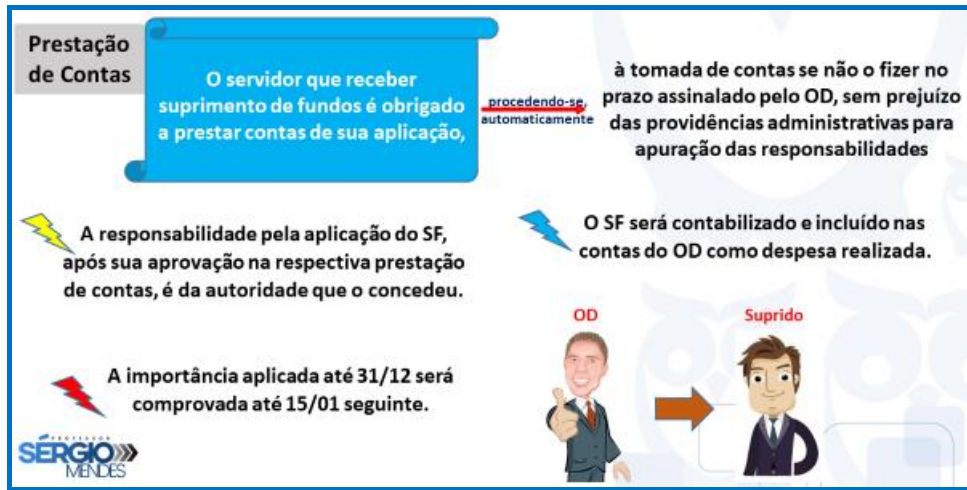 Prestação
de Contas
O servidor que receber
suprimento de fundos é obrigado
a prestar contas de sua aplicação,
procedendo-se,
automaticamente
à tomada de contas se não o fizer no
prazo assinalado pelo OD, sem prejuízo
das providências administrativas para
apuração das responsabilidades
A responsabilidade pela aplicação do SF,
após sua aprovação na respectiva prestação
de contas, é da autoridade que o concedeu.
O SF será contabilizado e incluído nas
contas do OD como despesa realizada.
A importância aplicada até 31/12 será
comprovada até 15/01 seguinte.
OD
Suprido
PROFESSOR
SÉRGIO
MENDES